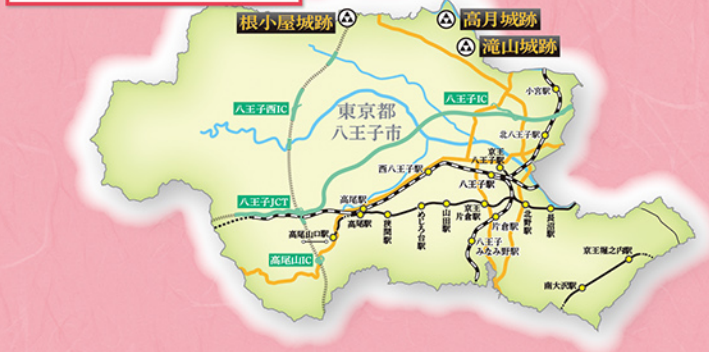 根小屋城跡
高月城跡
滝山城跡
八王子西IC
東京都
八王子市
八王子IC
小宮駅
北八王子駅
京王
八王子駅
西八王子駅
八王子駅
八王子JCT
高尾駅
高尾駅
高尾山口駅
狭間駅
めじろ台駅
山田駅
京王
片倉駅
片倉駅
北野駅
長沼駅
八王子
みなみ野駅
高尾山IC
京王堀之内駅
南大沢駅